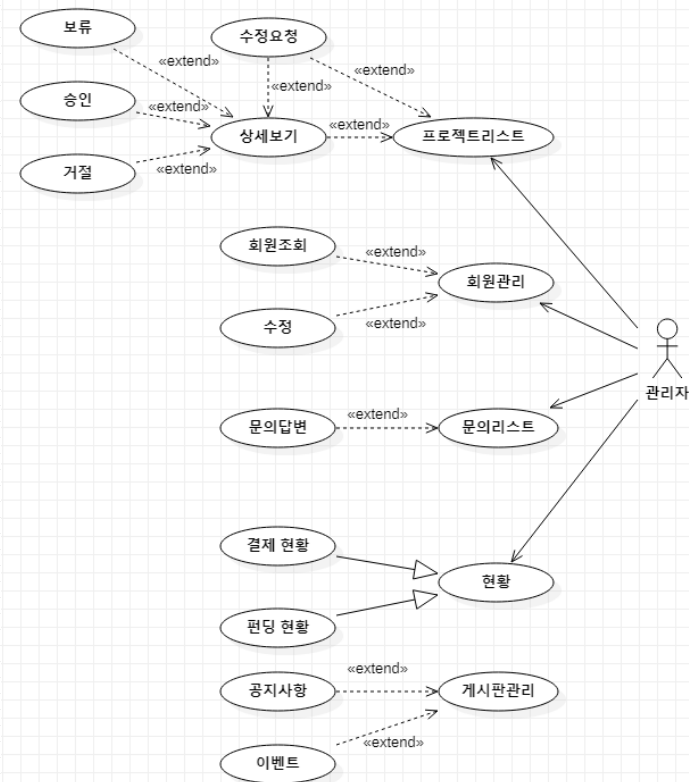 보류
수정요청
«extend»
«extend»
«extend»
승인
«extend»
상세보기
«extend»
프로젝트리스트
거절
«extend»
회원조회
«extend»
회원관리
수정
«extend»
관리자
문의답변
«extend»
문의리스트
결제 현황
현황
펀딩 현황
«extend»
공지사항
게시판관리
«extend»
이벤트